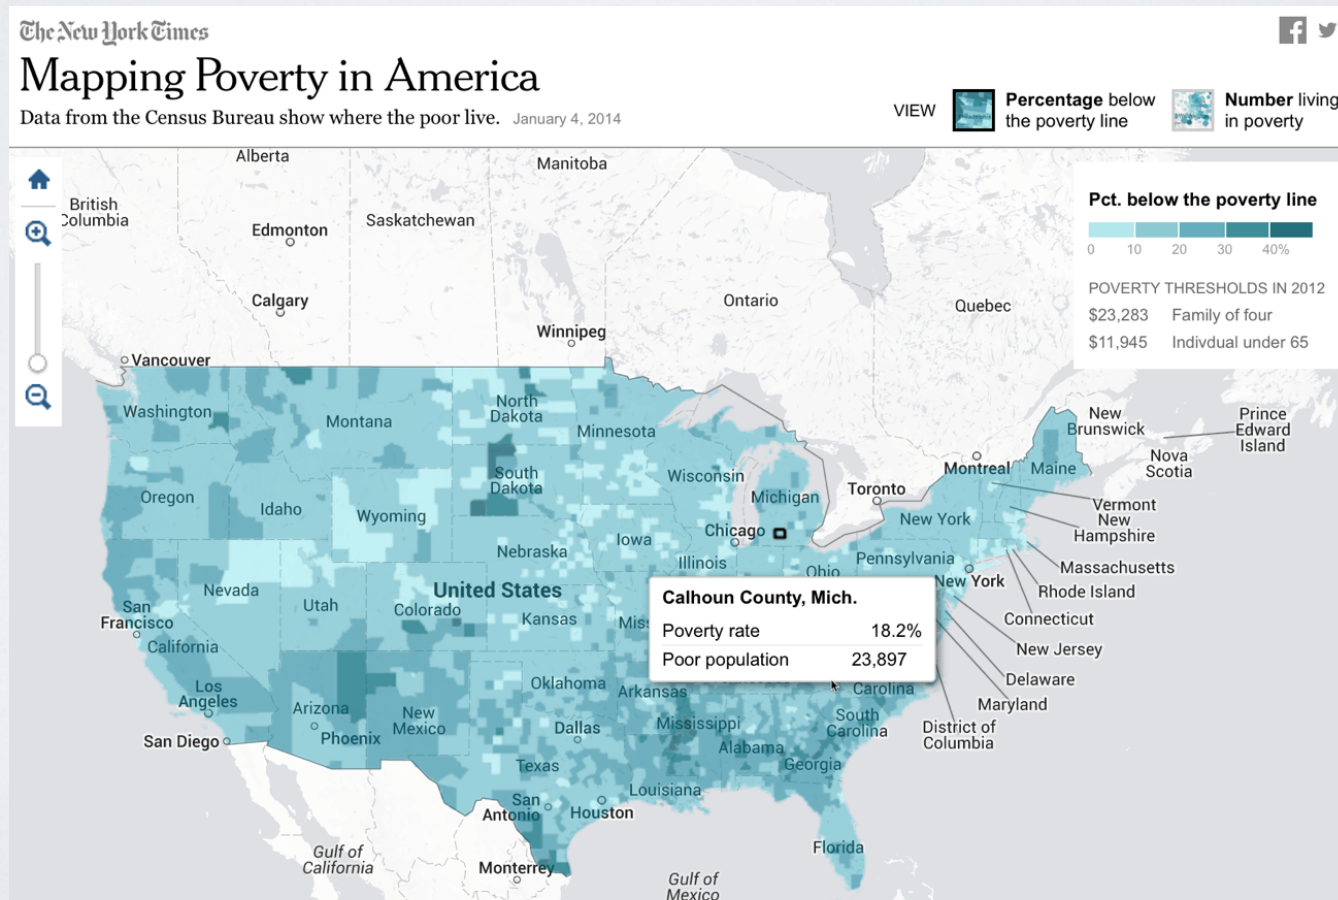 The New York Times
Mapping Poverty in America
Data from the Census Bureau show where the poor live. January 4, 2014
VIEW
Percentage below
the poverty line
Number living
in poverty
Pct. below the poverty line
0 10 20 30 40%
POVERTY THRESHOLDS IN 2012
$23,283 Family of four
$11,945 Indivdual under 65
Alberta
Manitoba
British
Columbia
Saskatchewan
Edmonton
Calgary
Ontario
Quebec
Winnipeg
Vancouver
Washington
Montana
North
Dakota
Minnesota
New
Brunswick
Prince
Edward
Island
Nova
Scotia
Montreal
Maine
South
Dakota
Wisconsin
Michigan
Toronto
Oregon
Idaho
Wyoming
New York
Vermont
New
Hampshire
Chicago
Iowa
Nebraska
Illinois
Ohio
Pennsylvania
Massachusetts
New York
Rhode Island
Connecticut
Nevada
Utah
United States
Colorado
Kansas
Miss
Calhoun County, Mich.
Poverty rate 18.2%
Poor population 23,897
San
Francisco
California
New Jersey
Delaware
Maryland
District of
Columbia
Los
Angeles
Arizona
Phoenix
New
Mexico
Oklahoma
Arkansas
Carolina
San Diego
Dallas
Mississippi
South
Carolina
Alabama
Georgia
Texas
Louisiana
San
Antonio
Houston
Florida
Gulf of
California
Monterrey
Gulf of
Mexico